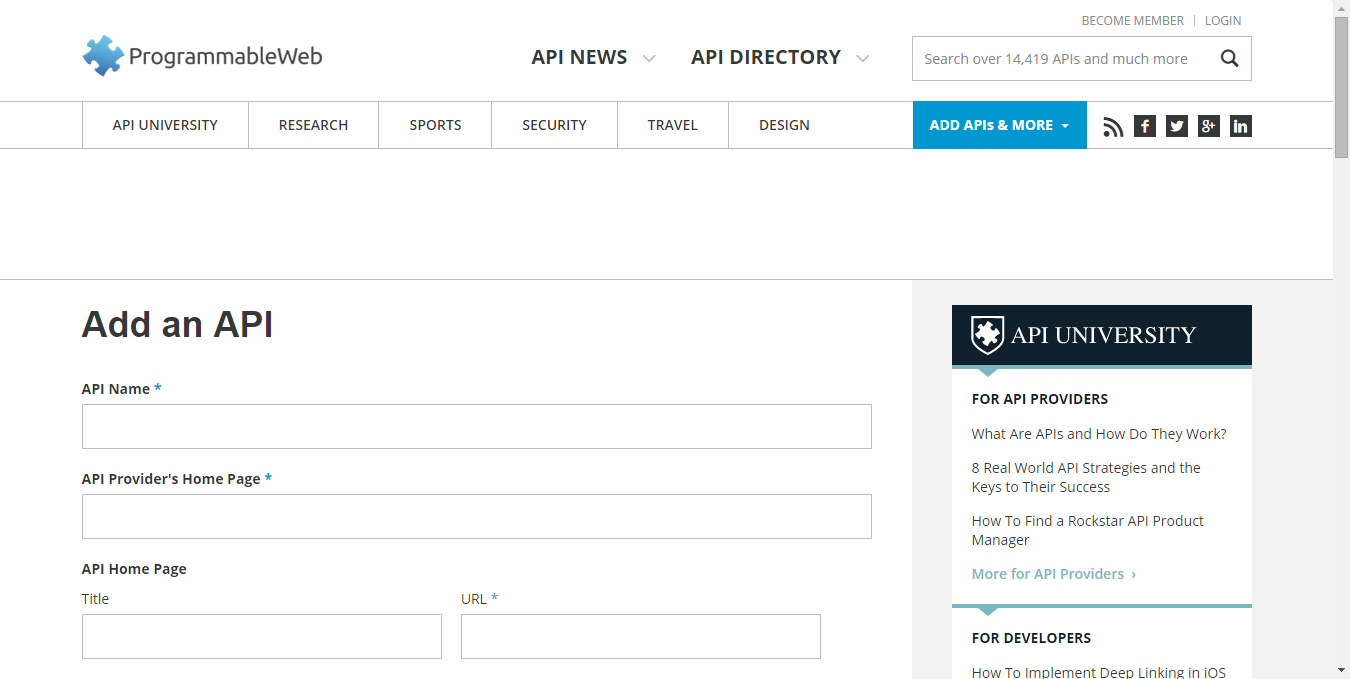 BECOME MEMBER | LOGIN
ProgrammableWeb
API NEWS
API DIRECTORY
Search over 14,419 APIs and much more
API UNIVERSITY
RESEARCH
SPORTS
SECURITY
TRAVEL
DESIGN
ADD APIs & MORE
Add an API
API Name *
API Provider's Home Page *
API Home Page
Title
URL *
API UNIVERSITY
FOR API PROVIDERS
What Are APIs and How Do They Work?
8 Real World API Strategies and the
Keys to Their Success
How To Find a Rockstar API Product
Manager
More for API Providers ›
FOR DEVELOPERS
How To Implement Deep Linking in iOS